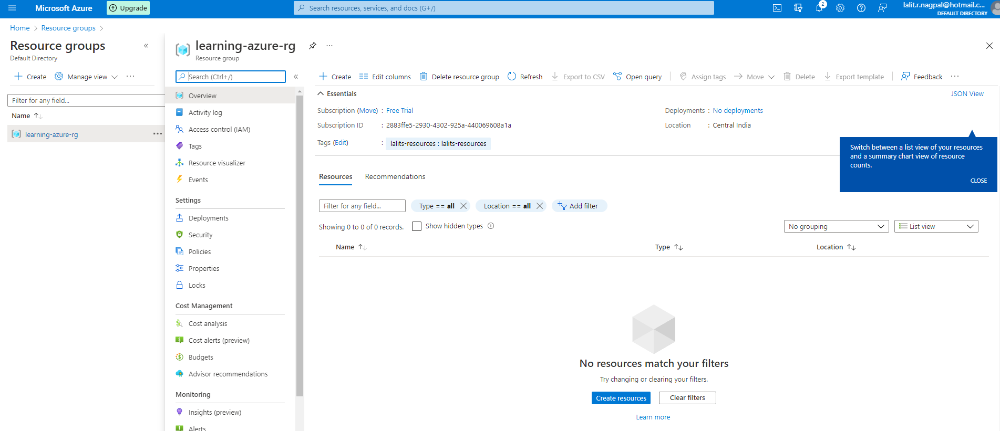 Microsoft Azure
Upgrade
Search resources, services, and docs (G+/)
2
lalit.r.nagpal@hotmail.c...
DEFAULT DIRECTORY
Home > Resource groups >
Resource groups
Default Directory
Create
Manage view
Filter for any field...
Name
learning-azure-rg
learning-azure-rg
Resource group
Search (Ctrl+/)
Overview
Activity log
Access control (IAM)
Tags
Resource visualizer
Events
Settings
Deployments
Security
Policies
Properties
Locks
Cost Management
Cost analysis
Cost alerts (preview)
Budgets
Advisor recommendations
Monitoring
Insights (preview)
Alerts
Create Edit columns Delete resource group Refresh Export to CSV Open query Assign tags Move Delete Export template Feedback
Essentials
JSON View
Subscription (Move) : Free Trial
Subscription ID : 2883ffe5-2930-4302-925a-440069608a1a
Tags (Edit) : lalits-resources : lalits-resources
Deployments : No deployments
Location : Central India
Switch between a list view of your resources
and a summary chart view of resource
counts.
CLOSE
Resources Recommendations
Filter for any field... Type == all Location == all Add filter
Showing 0 to 0 of 0 records. Show hidden types
No grouping List view
Name Type Location
No resources match your filters
Try changing or clearing your filters.
Create resources Clear filters
Learn more